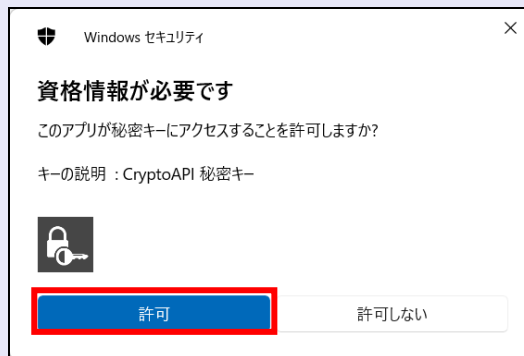 Windows セキュリティ
資格情報が必要です
このアプリが秘密キーにアクセスすることを許可しますか?
キーの説明 : CryptoAPI 秘密キー
許可
許可しない